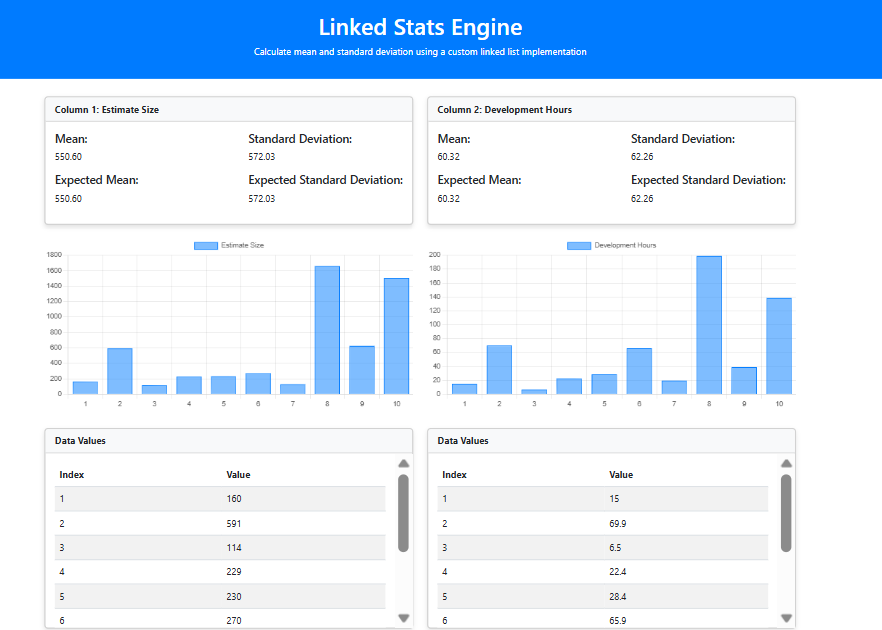 Linked Stats Engine
Calculate mean and standard deviation using a custom linked list implementation
Column 1: Estimate Size
Mean:
Standard Deviation:
550.60
572.03
Expected Mean:
Expected Standard Deviation:
550.60
572.03
Column 2: Development Hours
Mean:
Standard Deviation:
60.32
62.26
Expected Mean:
Expected Standard Deviation:
60.32
62.26
Estimate Size
1800
1600
1400
1200
1000
800
600
400
200
0
1 2 3 4 5 6 7 8 9 10
Development Hours
200
180
160
140
120
100
80
60
40
20
0
1 2 3 4 5 6 7 8 9 10
Data Values
Index Value
1 160
2 591
3 114
4 229
5 230
6 270
Data Values
Index Value
1 15
2 69.9
3 6.5
4 22.4
5 28.4
6 65.9